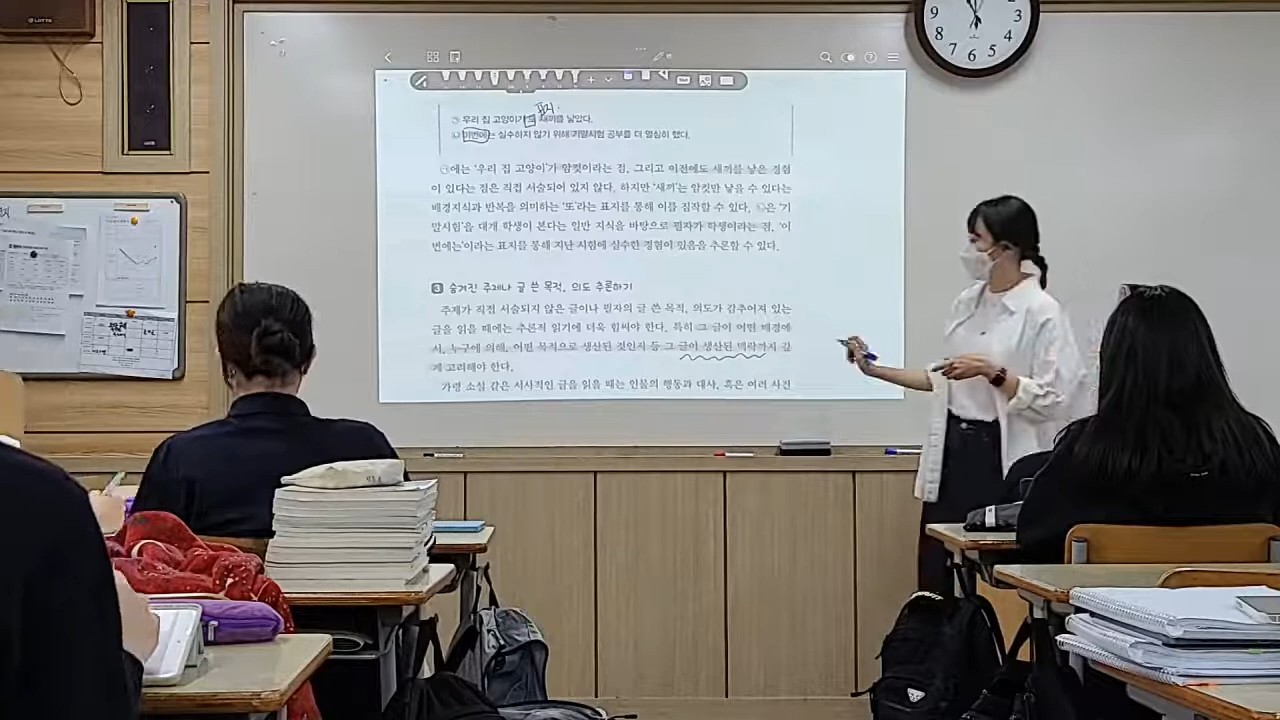 표지
㉠ 우리 집 고양이가 또 새끼를 낳았다.
㉡ 이번에는 실수하지 않기 위해 기말시험 공부를 더 열심히 했다.
㉠에는 '우리 집 고양이'가 암컷이라는 점, 그리고 이전에도 새끼를 낳은 경험
이 있다는 점은 직접 서술되어 있지 않다. 하지만 '새끼'는 암컷만 낳을 수 있다는
배경지식과 반복을 의미하는 '또'라는 표지를 통해 이를 짐작할 수 있다. ㉡은 '기
말시험'을 대개 학생이 본다는 일반 지식을 바탕으로 필자가 학생이라는 점, '이
번에는'이라는 표지를 통해 지난 시험에 실수한 경험이 있음을 추론할 수 있다.
3 숨겨진 주제나 글 쓴 목적, 의도 추론하기
주제가 직접 서술되지 않은 글이나 필자의 글 쓴 목적, 의도가 감추어져 있는
글을 읽을 때에는 추론적 읽기에 더욱 힘써야 한다. 특히 그 글이 어떤 배경에
서, 누구에 의해, 어떤 목적으로 생산된 것인지 등 그 글이 생산된 맥락까지 깊
게 고려해야 한다.
가령 소설 같은 서사적인 글을 읽을 때는 인물의 행동과 대사, 혹은 여러 사건
9 8 7 6 5 4 3
LOTTE